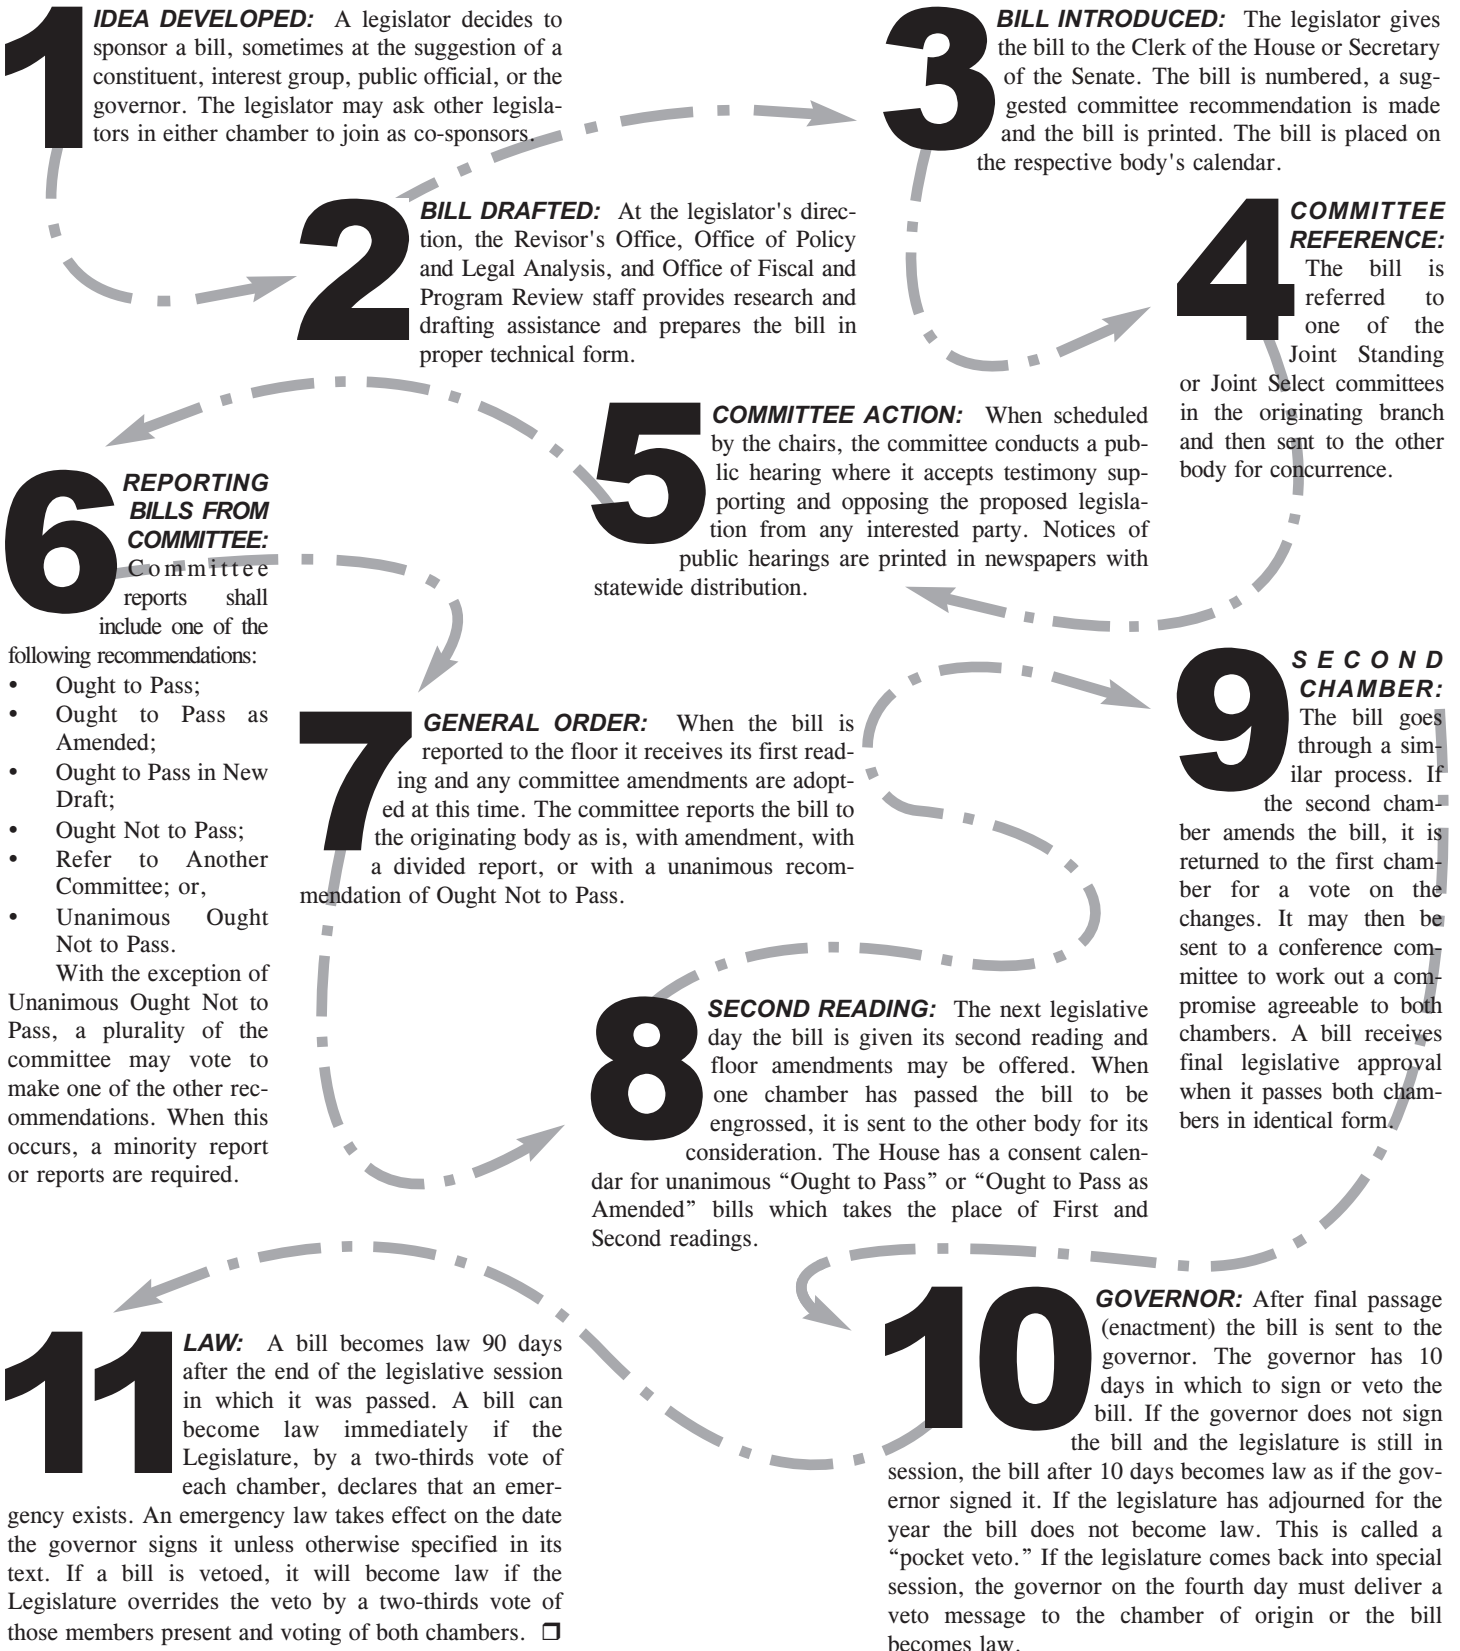 1
IDEA DEVELOPED: A legislator decides to
sponsor a bill, sometimes at the suggestion of a
constituent, interest group, public official, or the
governor. The legislator may ask other legisla-
tors in either chamber to join as co-sponsors.
2
BILL DRAFTED: At the legislator's direc-
tion, the Revisor's Office, Office of Policy
and Legal Analysis, and Office of Fiscal and
Program Review staff provides research and
drafting assistance and prepares the bill in
proper technical form.
3
BILL INTRODUCED: The legislator gives
the bill to the Clerk of the House or Secretary
of the Senate. The bill is numbered, a sug-
gested committee recommendation is made
and the bill is printed. The bill is placed on
the respective body's calendar.
4
COMMITTEE
REFERENCE:
The bill is
referred to
one of the
Joint Standing
or Joint Select committees
in the originating branch
and then sent to the other
body for concurrence.
5
COMMITTEE ACTION: When scheduled
by the chairs, the committee conducts a pub-
lic hearing where it accepts testimony sup-
porting and opposing the proposed legisla-
tion from any interested party. Notices of
public hearings are printed in newspapers with
statewide distribution.
6
REPORTING
BILLS FROM
COMMITTEE:
Committee
reports shall
include one of the
following recommendations:
• Ought to Pass;
• Ought to Pass as
Amended;
• Ought to Pass in New
Draft;
• Ought Not to Pass;
• Refer to Another
Committee; or,
• Unanimous Ought
Not to Pass.
With the exception of
Unanimous Ought Not to
Pass, a plurality of the
committee may vote to
make one of the other rec-
ommendations. When this
occurs, a minority report
or reports are required.
7
GENERAL ORDER: When the bill is
reported to the floor it receives its first read-
ing and any committee amendments are adopt-
ed at this time. The committee reports the bill to
the originating body as is, with amendment, with
a divided report, or with a unanimous recom-
mendation of Ought Not to Pass.
8
SECOND READING: The next legislative
day the bill is given its second reading and
floor amendments may be offered. When
one chamber has passed the bill to be
engrossed, it is sent to the other body for its
consideration. The House has a consent calen-
dar for unanimous “Ought to Pass” or “Ought to Pass as
Amended” bills which takes the place of First and
Second readings.
9
SECOND
CHAMBER:
The bill goes
through a sim-
ilar process. If
the second cham-
ber amends the bill, it is
returned to the first cham-
ber for a vote on the
changes. It may then be
sent to a conference com-
mittee to work out a com-
promise agreeable to both
chambers. A bill receives
final legislative approval
when it passes both cham-
bers in identical form.
10
GOVERNOR: After final passage
(enactment) the bill is sent to the
governor. The governor has 10
days in which to sign or veto the
bill. If the governor does not sign
the bill and the legislature is still in
session, the bill after 10 days becomes law as if the gov-
ernor signed it. If the legislature has adjourned for the
year the bill does not become law. This is called a
“pocket veto.” If the legislature comes back into special
session, the governor on the fourth day must deliver a
veto message to the chamber of origin or the bill
becomes law.
11
LAW: A bill becomes law 90 days
after the end of the legislative session
in which it was passed. A bill can
become law immediately if the
Legislature, by a two-thirds vote of
each chamber, declares that an emer-
gency exists. An emergency law takes effect on the date
the governor signs it unless otherwise specified in its
text. If a bill is vetoed, it will become law if the
Legislature overrides the veto by a two-thirds vote of
those members present and voting of both chambers. ❒